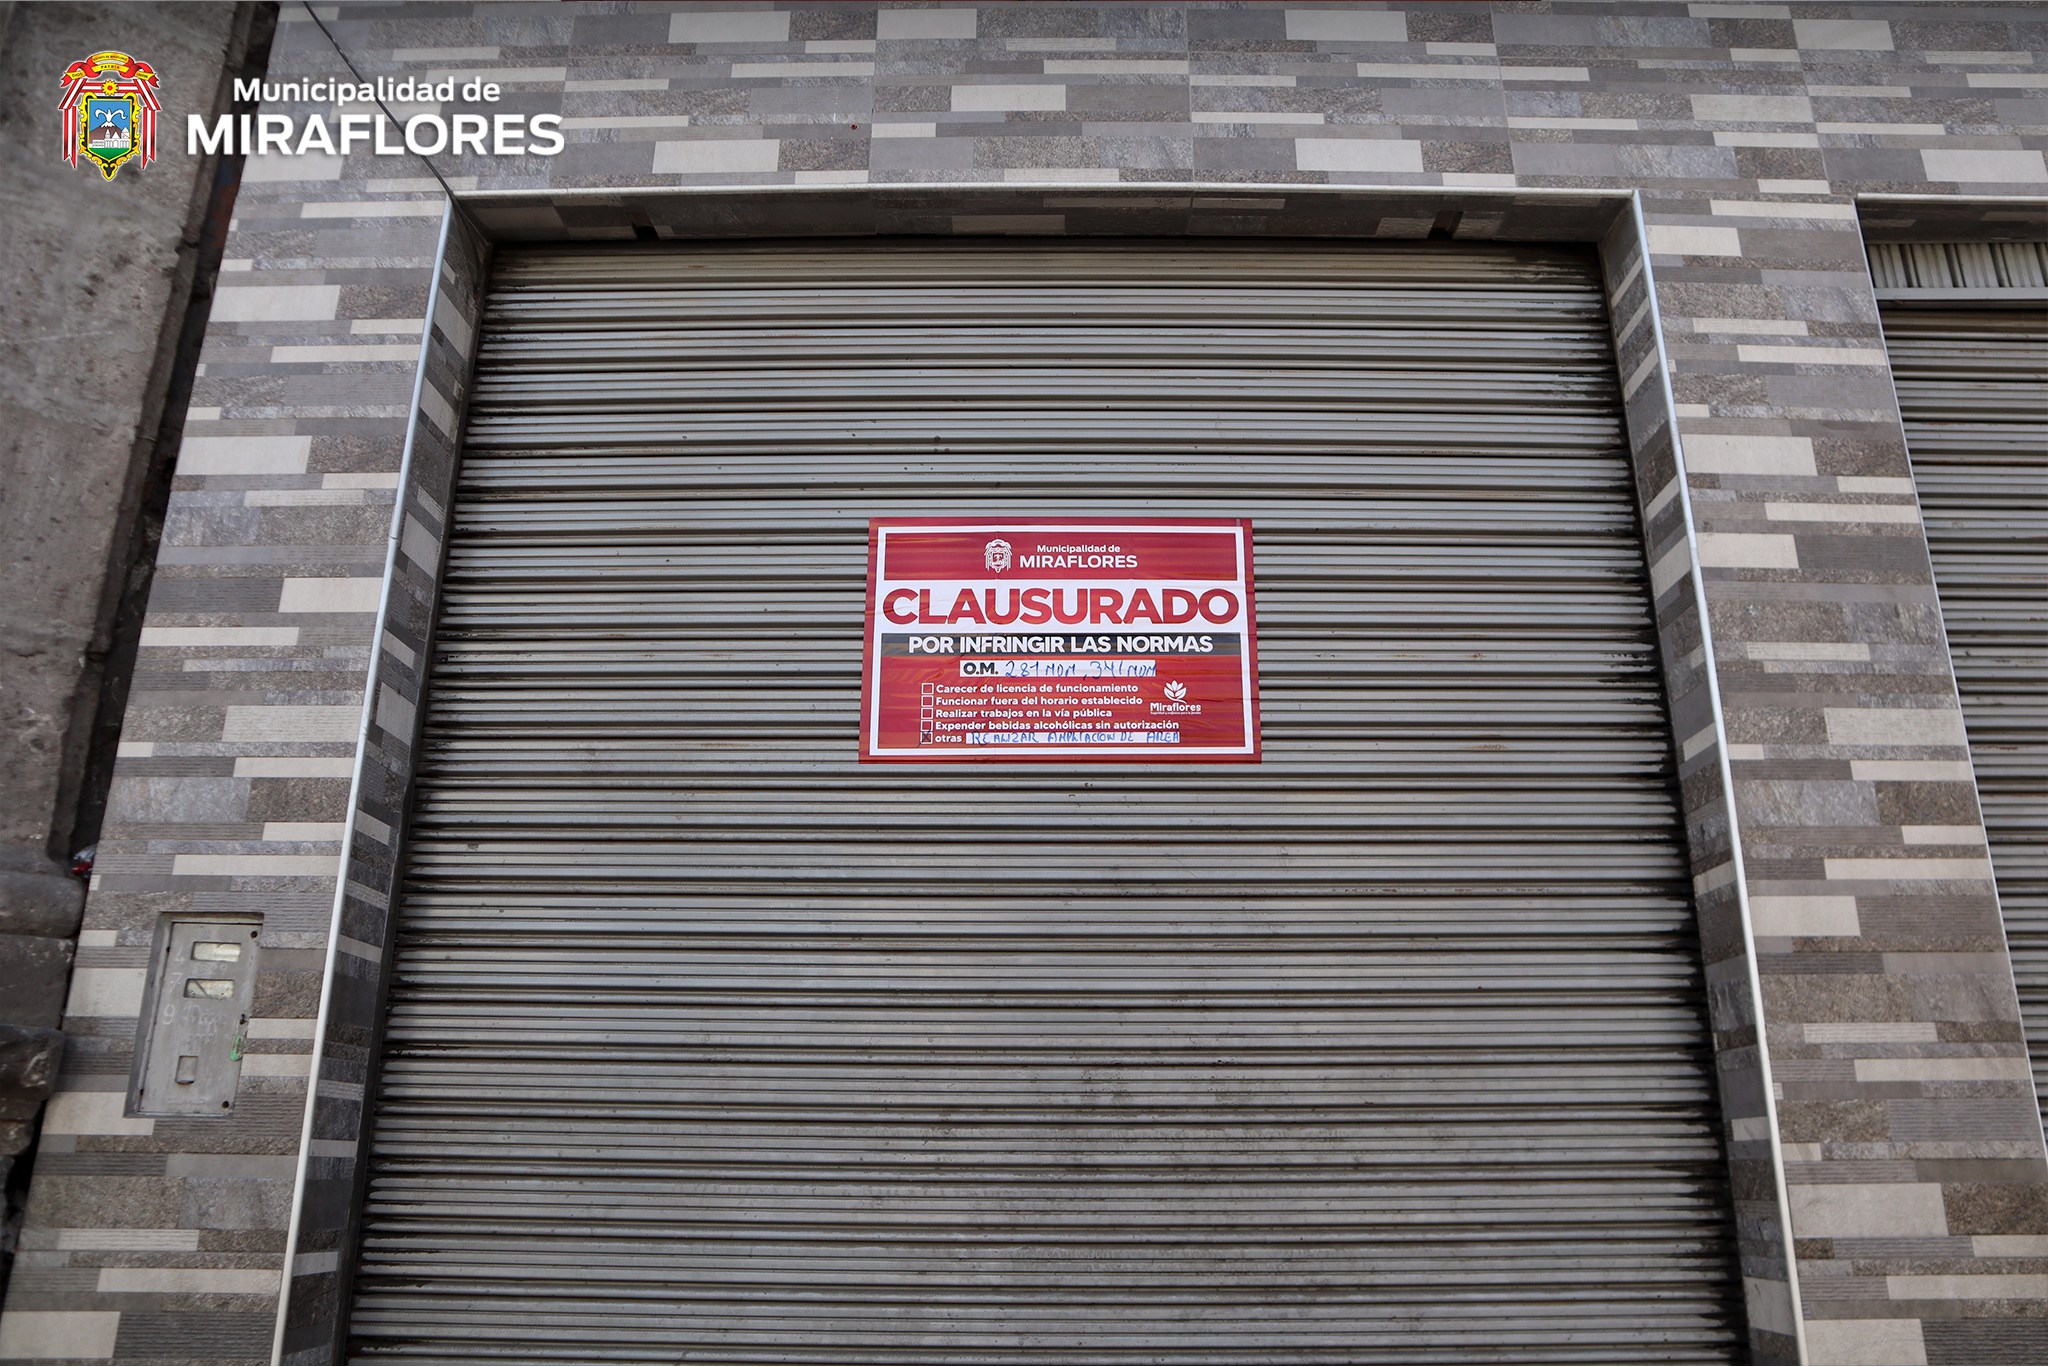 Municipalidad de
MIRAFLORES
Municipalidad de
MIRAFLORES
CLAUSURADO
POR INFRINGIR LAS NORMAS
O.M. 287 MDM, 341 MDM
Carecer de licencia de funcionamiento
Funcionar fuera del horario establecido
Realizar trabajos en la vía pública
Expender bebidas alcohólicas sin autorización
otras REALIZAR AMPLIACION DE AREA
Miraflores